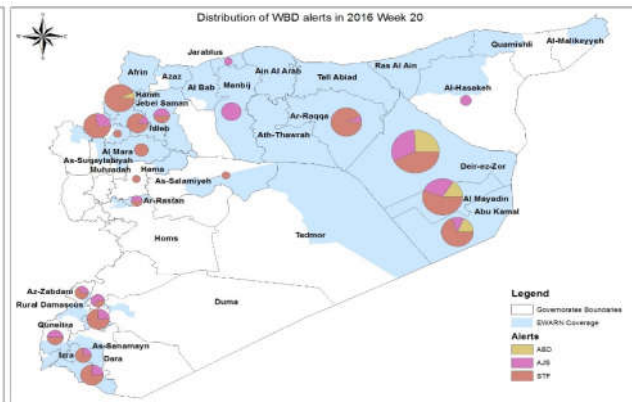 Distribution of WBD alerts in 2016 Week 20
Jarablus
Quamishli
Al-Malikeyyeh
Afrin
Azaz
Al Bab
Menbij
Ain Al Arab
Tell Abiad
Ras Al Ain
Al-Hasakeh
Harim
Jebel Saman
Idleb
Ar-Raqqa
Ath-Thawrah
Al Mara
As-Suqaylabiyah
Muhradah
Hama
As-Salamiyeh
Deir-ez-Zor
Al Mayadin
Abu Kamal
Ar-Rastan
Homs
Tadmor
Az-Zabdani
Rural Damascus
Duma
Quneitra
As-Sanamayn
Izra
Dara
Legend
Governorates Boundaries
EWARN Coverage
Alerts
ABD
AJS
STF